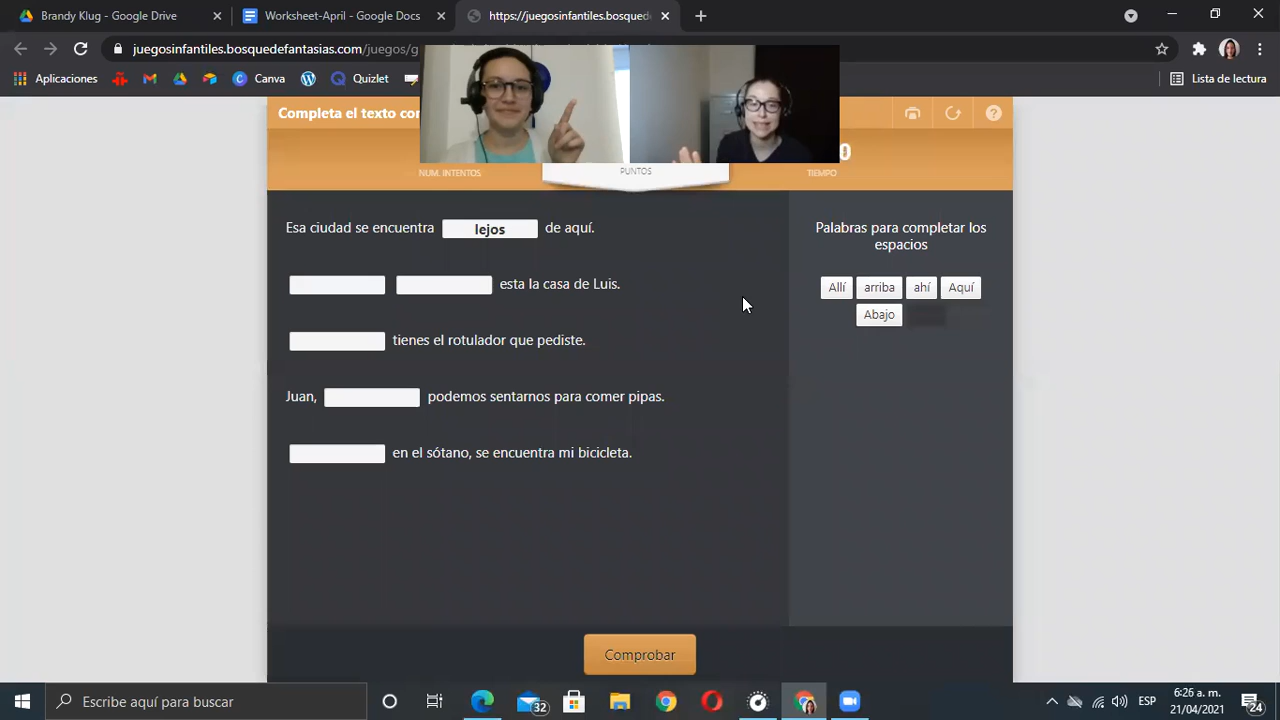 Brandy Klug - Google Drive
Worksheet-April - Google Docs
https://juegosinfantiles.bosquedef
juegosinfantiles.bosquedefantasias.com/juegos/g
Aplicaciones
Canva
Quizlet
Lista de lectura
Completa el texto co
0
NUM. INTENTOS
PUNTOS
TIEMPO
Esa ciudad se encuentra lejos de aquí.
esta la casa de Luis.
tienes el rotulador que pediste.
Juan, podemos sentarnos para comer pipas.
en el sótano, se encuentra mi bicicleta.
Palabras para completar los
espacios
Allí arriba ahí Aquí
Abajo
Comprobar
Escribe aquí para buscar
32
ESP
6:26 a. m.
21/04/2021
24